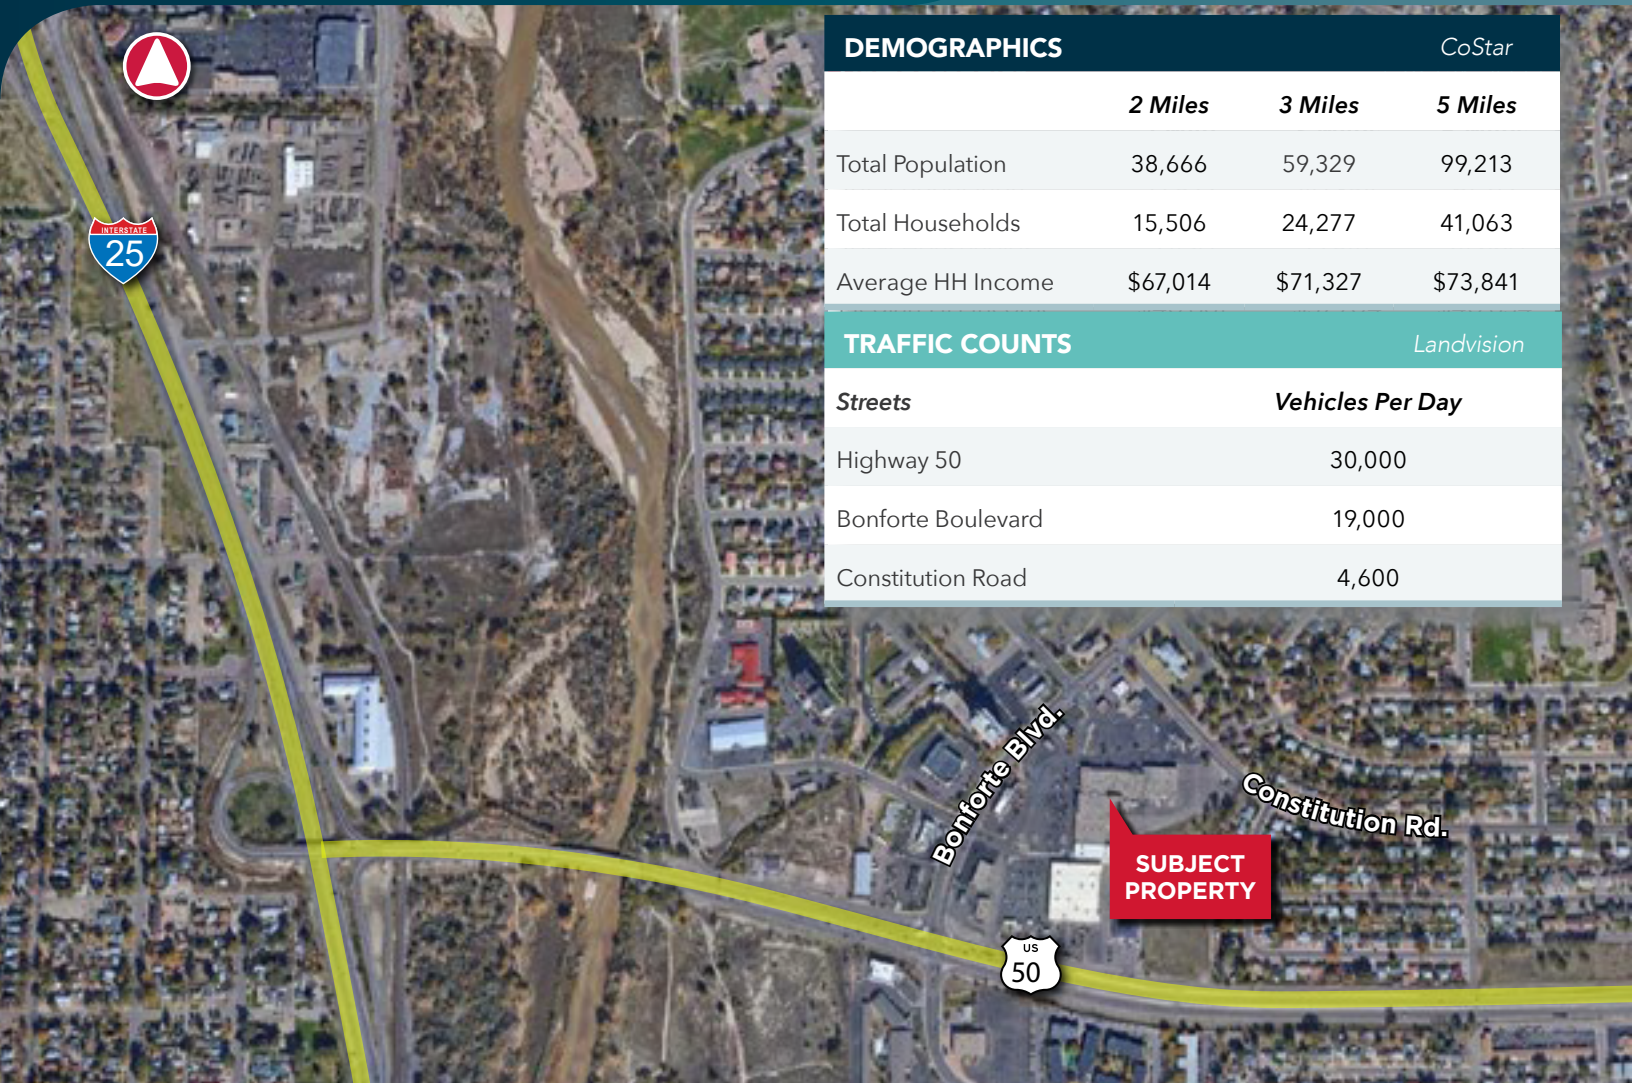 DEMOGRAPHICS CoStar
2 Miles 3 Miles 5 Miles
Total Population 38,666 59,329 99,213
Total Households 15,506 24,277 41,063
Average HH Income $67,014 $71,327 $73,841
TRAFFIC COUNTS Landvision
Streets Vehicles Per Day
Highway 50 30,000
Bonforte Boulevard 19,000
Constitution Road 4,600
INTERSTATE
25
Bonforte Blvd.
Constitution Rd.
SUBJECT
PROPERTY
US
50